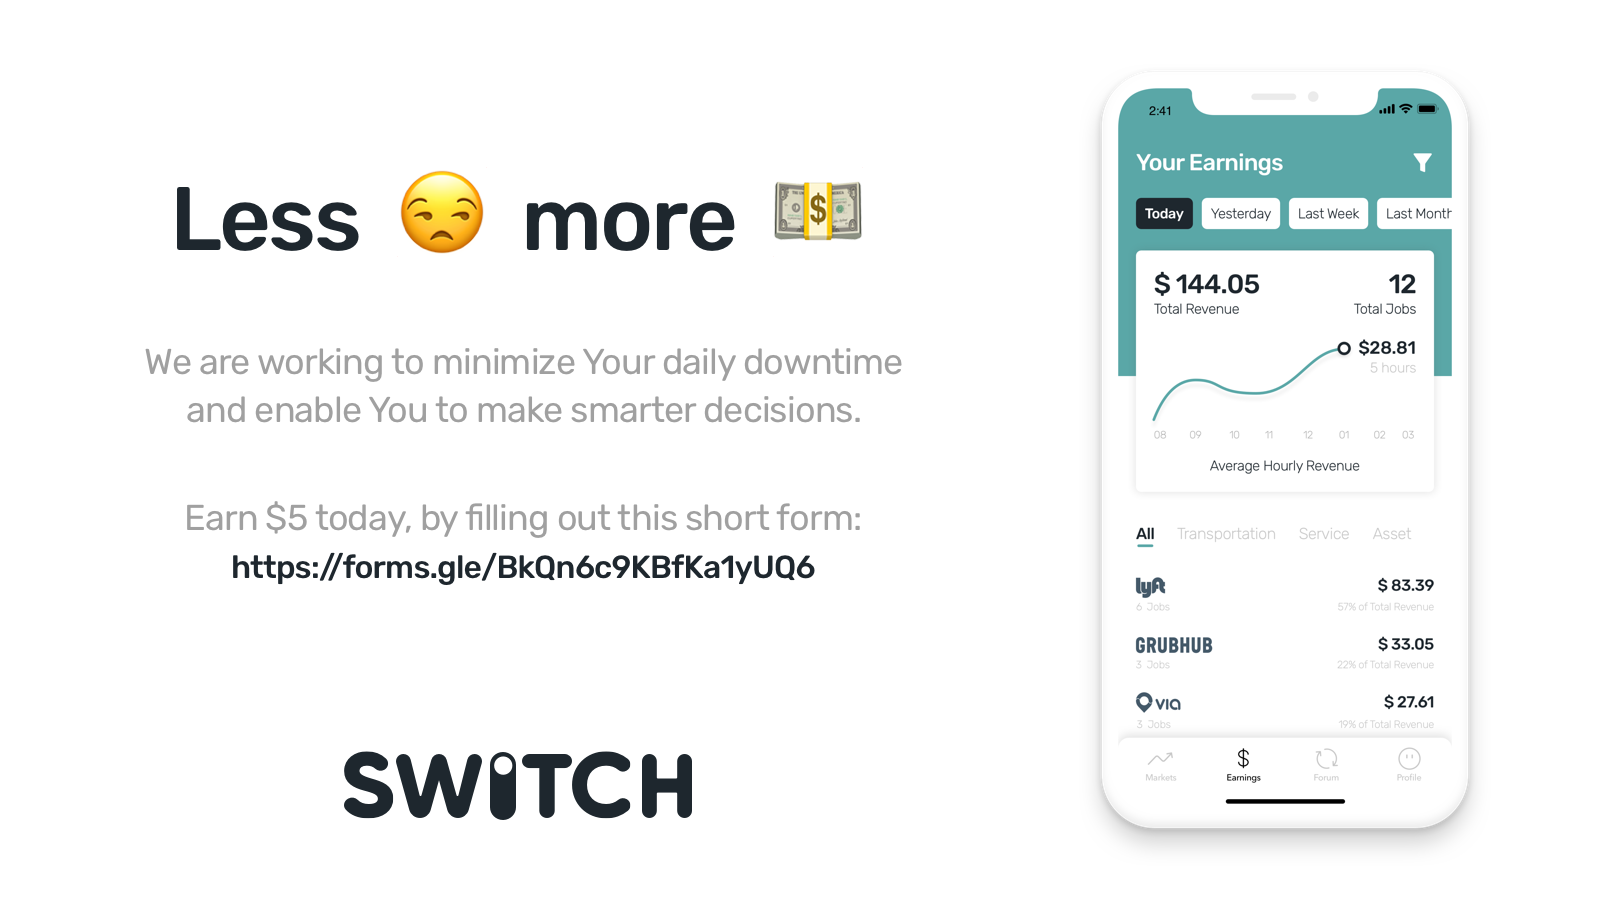 Less 😒 more 💵
We are working to minimize Your daily downtime
and enable You to make smarter decisions.
Earn $5 today, by filling out this short form:
https://forms.gle/BkQn6c9KBfKa1yUQ6
SWITCH
2:41
Your Earnings
Today Yesterday Last Week Last Month
$ 144.05 12
Total Revenue Total Jobs
$28.81
5 hours
08 09 10 11 12 01 02 03
Average Hourly Revenue
All Transportation Service Asset
lyft $ 83.39
6 Jobs 57% of Total Revenue
GRUBHUB $ 33.05
3 Jobs 22% of Total Revenue
via $ 27.61
3 Jobs 19% of Total Revenue
Markets Earnings Forum Profile